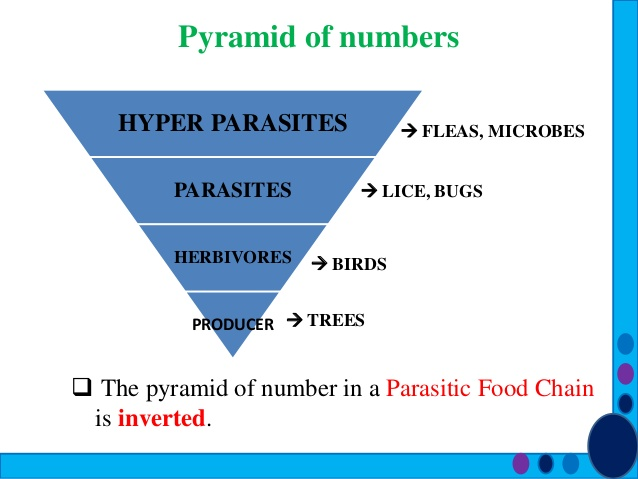 Pyramid of numbers
HYPER PARASITES
➔ FLEAS, MICROBES
PARASITES
➔ LICE, BUGS
HERBIVORES
➔ BIRDS
PRODUCER
➔ TREES
❑ The pyramid of number in a Parasitic Food Chain
is inverted.